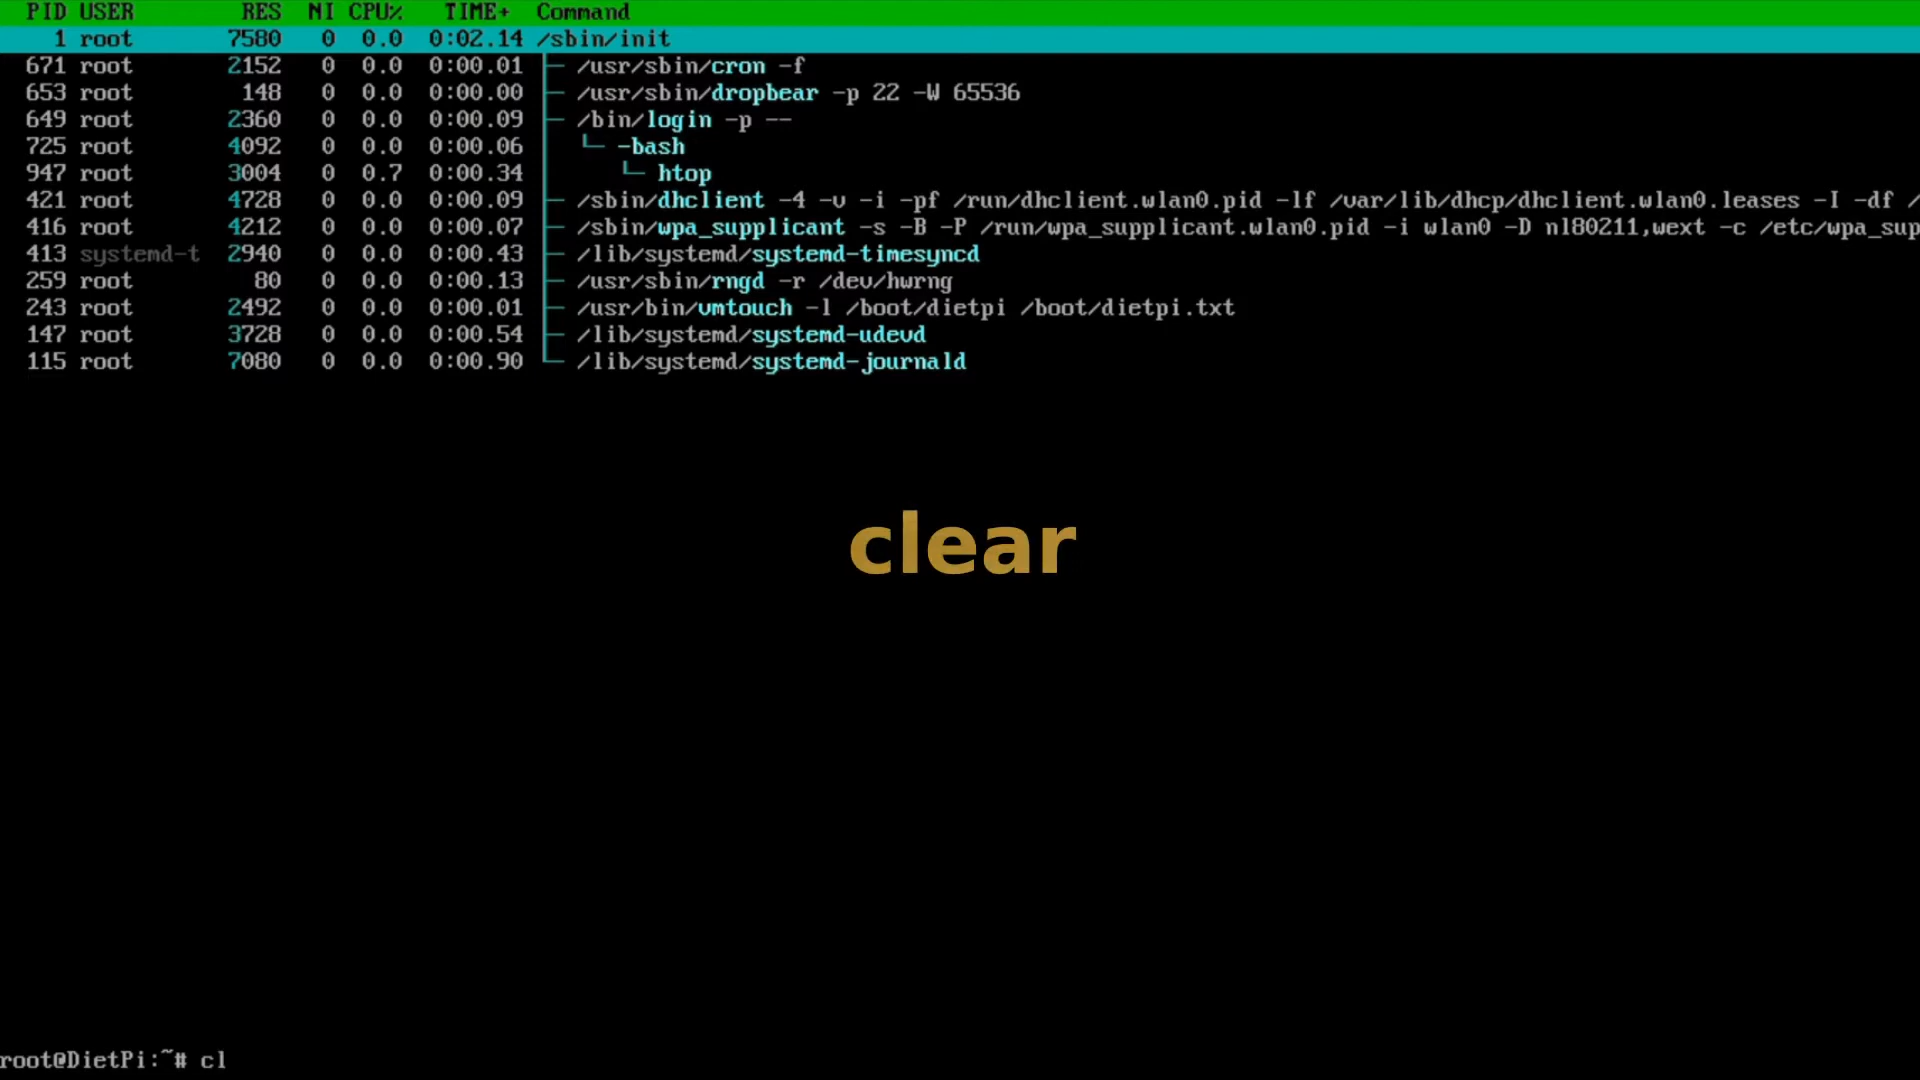 PID USER RES NI CPU% TIME+ Command
1 root 7580 0 0.0 0:02.14 /sbin/init
671 root 2152 0 0.0 0:00.01 ├─ /usr/sbin/cron -f
653 root 148 0 0.0 0:00.00 ├─ /usr/sbin/dropbear -p 22 -W 65536
649 root 2360 0 0.0 0:00.09 ├─ /bin/login -p --
725 root 4092 0 0.0 0:00.06 │ └─ -bash
947 root 3004 0 0.7 0:00.34 │ └─ htop
421 root 4728 0 0.0 0:00.09 ├─ /sbin/dhclient -4 -v -i -pf /run/dhclient.wlan0.pid -lf /var/lib/dhcp/dhclient.wlan0.leases -I -df /
416 root 4212 0 0.0 0:00.07 ├─ /sbin/wpa_supplicant -s -B -P /run/wpa_supplicant.wlan0.pid -i wlan0 -D nl80211,wext -c /etc/wpa_sup
413 systemd-t 2940 0 0.0 0:00.43 ├─ /lib/systemd/systemd-timesyncd
259 root 80 0 0.0 0:00.13 ├─ /usr/sbin/rngd -r /dev/hwrng
243 root 2492 0 0.0 0:00.01 ├─ /usr/bin/vmtouch -l /boot/dietpi /boot/dietpi.txt
147 root 3728 0 0.0 0:00.54 ├─ /lib/systemd/systemd-udevd
115 root 7080 0 0.0 0:00.90 └─ /lib/systemd/systemd-journald
clear
root@DietPi:~# cl